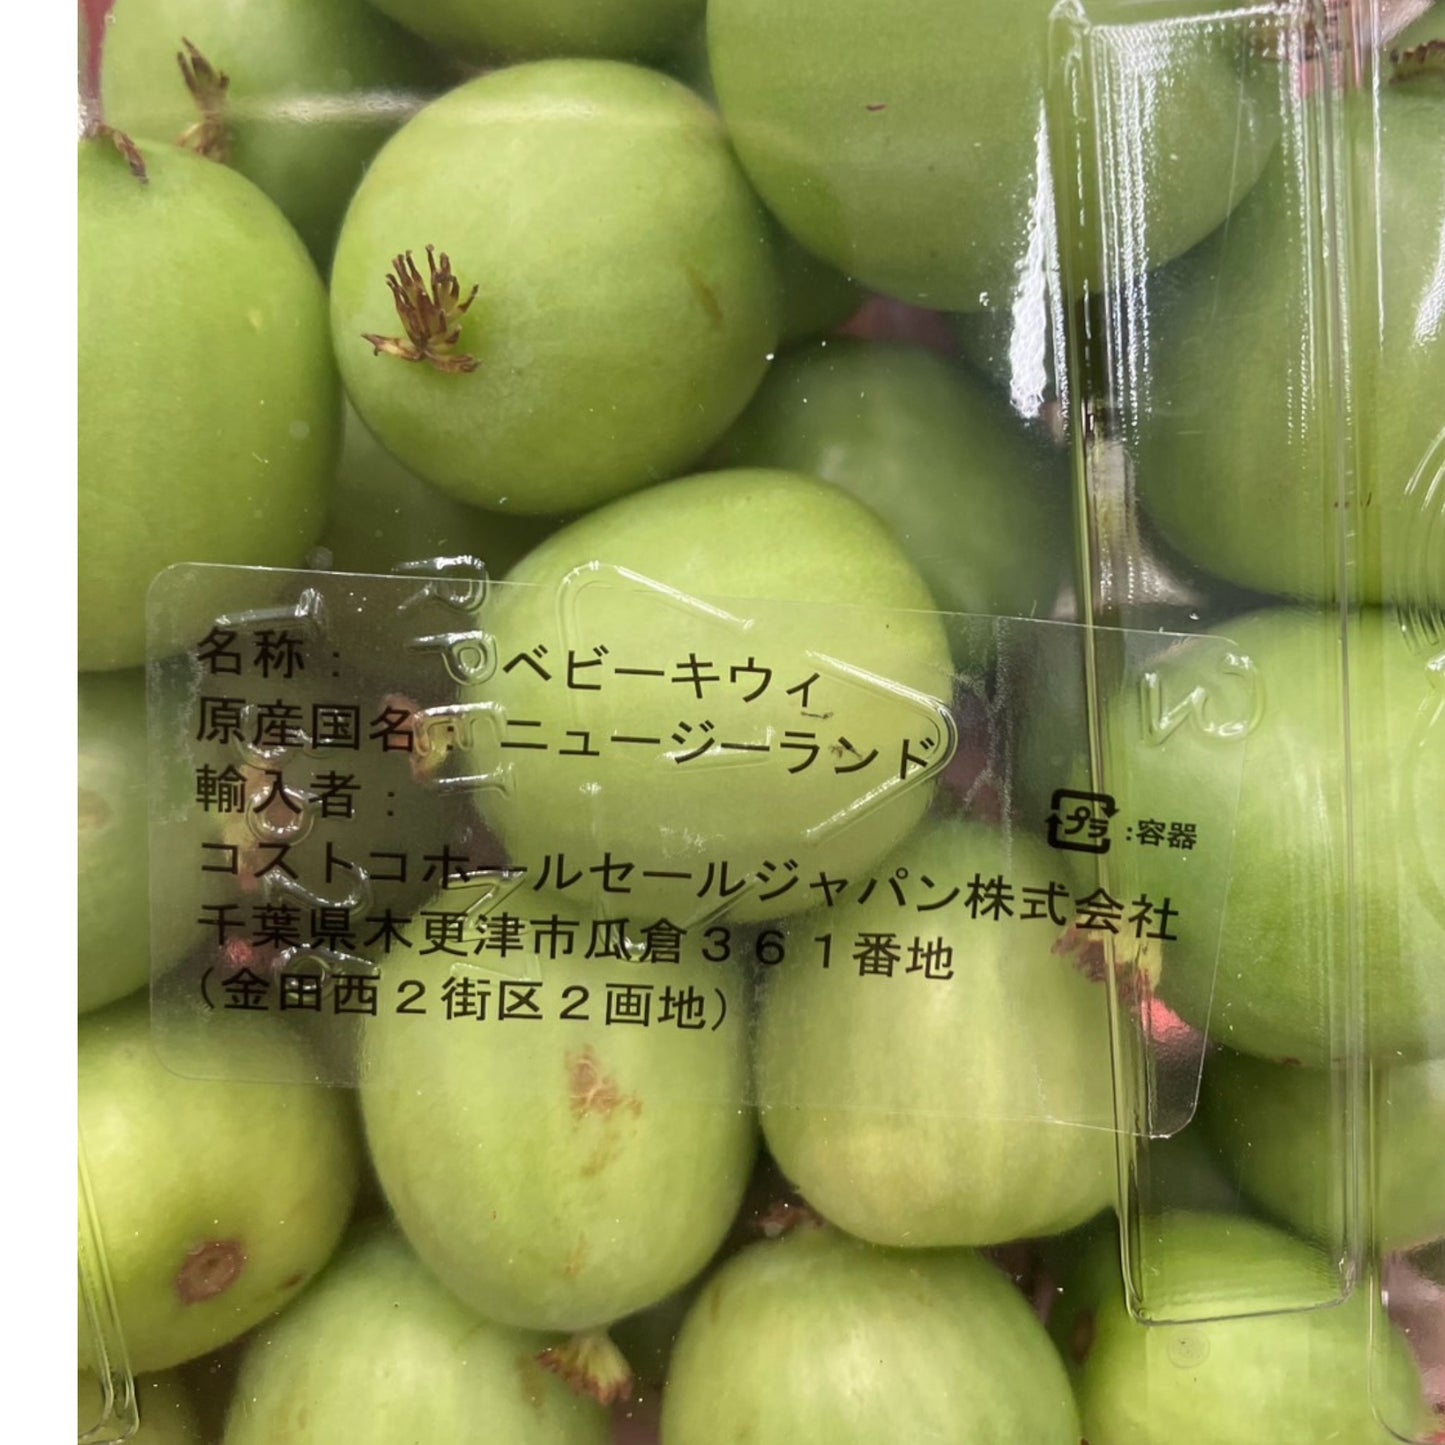 名称： ベビーキウィ
原産国名： ニュージーランド
輸入者：
プラ :容器
コストコホールセールジャパン株式会社
千葉県木更津市瓜倉３６１番地
(金田西２街区２画地)